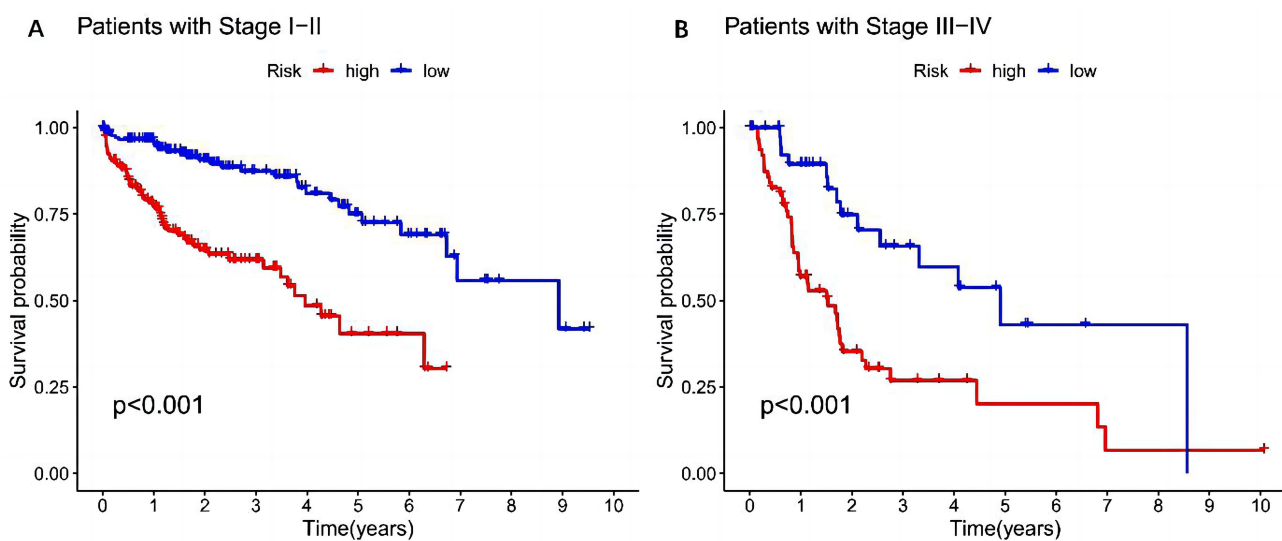 A Patients with Stage I−II
Risk high low
1.00
0.75
0.50
0.25
0.00
Survival probability
p<0.001
0 1 2 3 4 5 6 7 8 9 10
Time(years)
B Patients with Stage III−IV
Risk high low
1.00
0.75
0.50
0.25
0.00
Survival probability
p<0.001
0 1 2 3 4 5 6 7 8 9 10
Time(years)